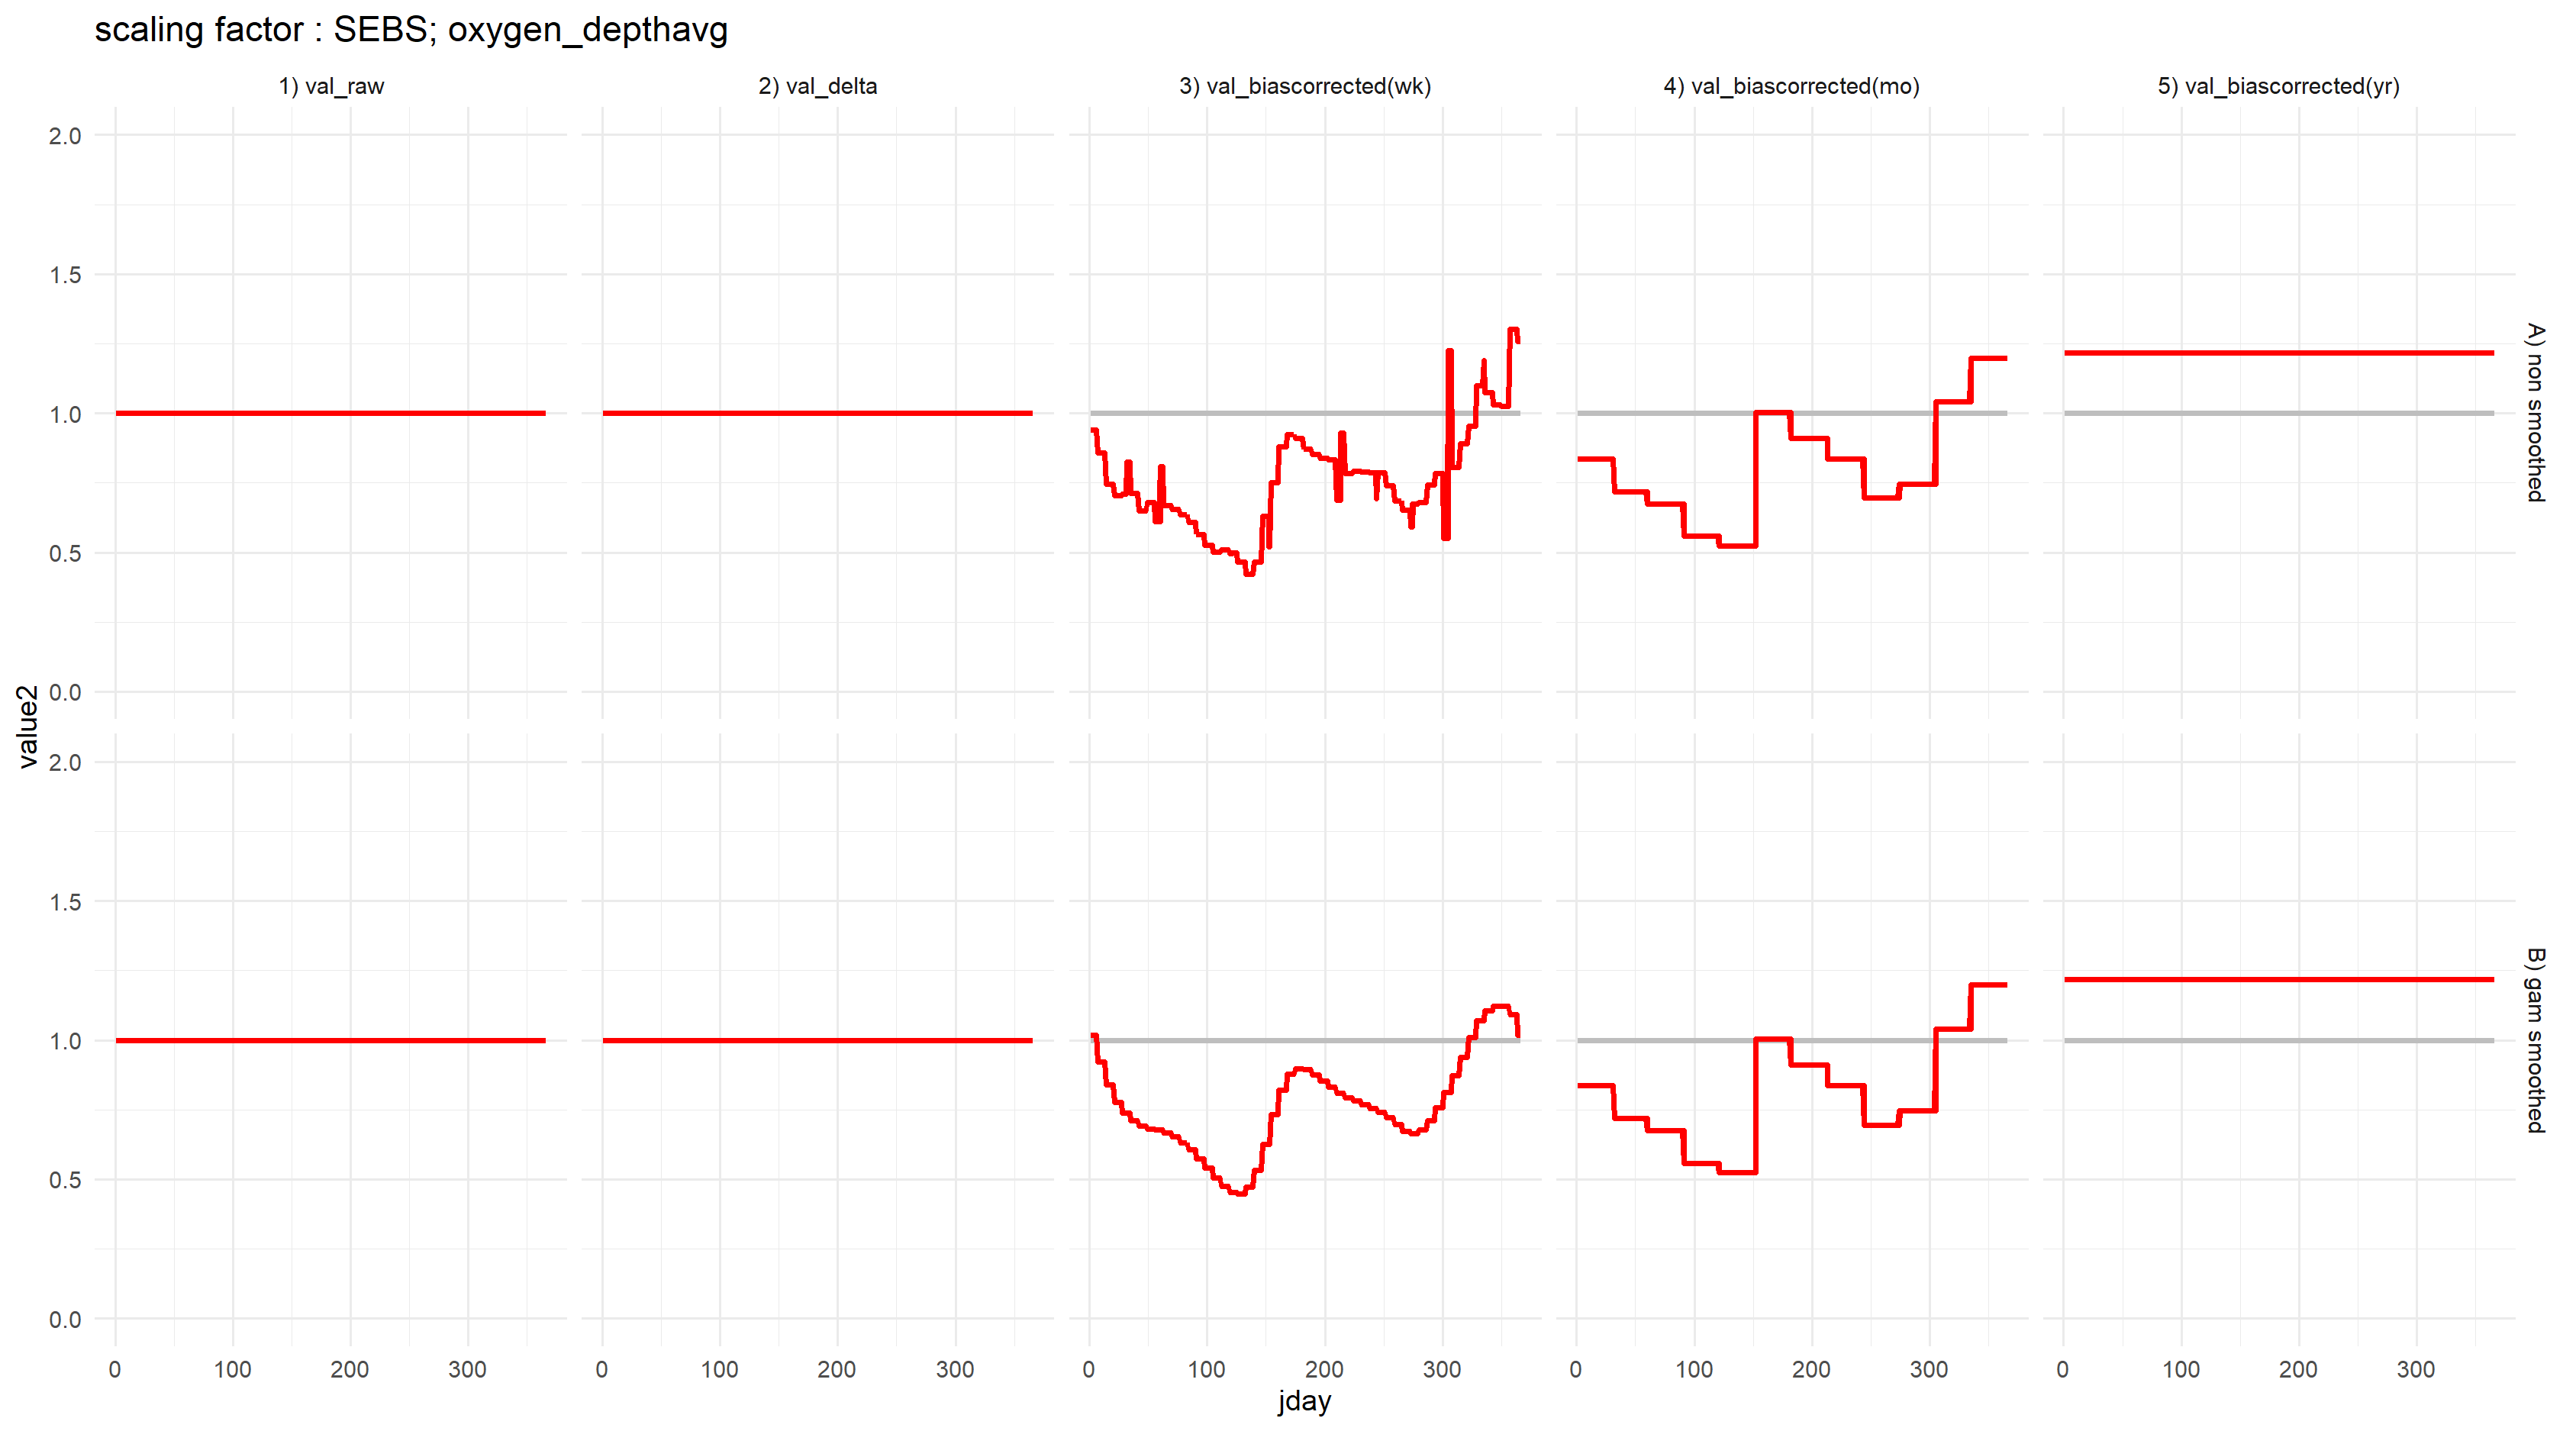 scaling factor : SEBS; oxygen_depthavg
1) val_raw
2) val_delta
3) val_biascorrected(wk)
4) val_biascorrected(mo)
5) val_biascorrected(yr)
2.0
1.5
1.0
0.5
0.0
A) non smoothed
value2
2.0
1.5
1.0
0.5
0.0
B) gam smoothed
0 100 200 300
0 100 200 300
0 100 200 300
0 100 200 300
0 100 200 300
jday